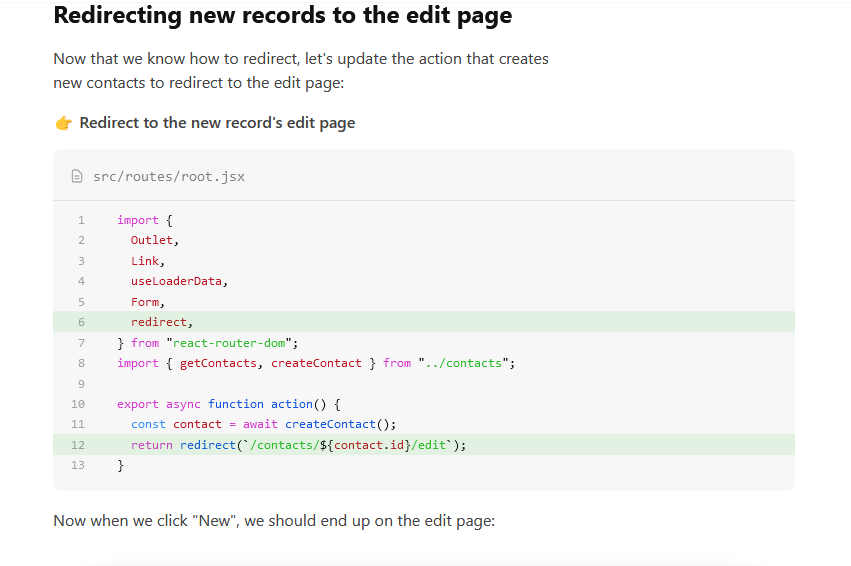 Redirecting new records to the edit page
Now that we know how to redirect, let's update the action that creates
new contacts to redirect to the edit page:
👉 Redirect to the new record's edit page
src/routes/root.jsx
1 import {
2   Outlet,
3   Link,
4   useLoaderData,
5   Form,
6   redirect,
7 } from "react-router-dom";
8 import { getContacts, createContact } from "../contacts";
9
10 export async function action() {
11   const contact = await createContact();
12   return redirect(`/contacts/${contact.id}/edit`);
13 }
Now when we click "New", we should end up on the edit page: